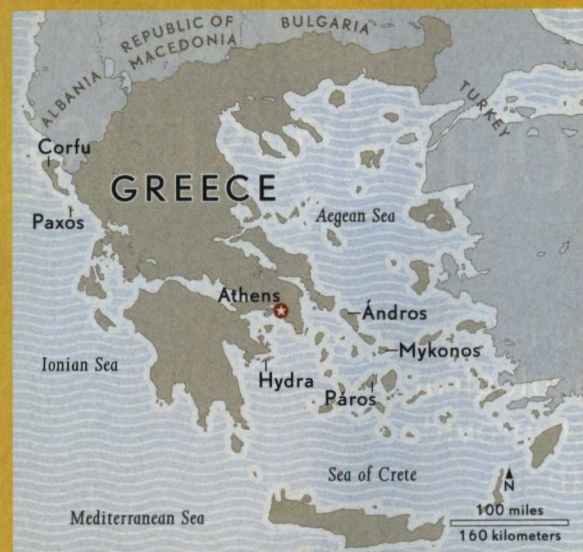 REPUBLIC OF
MACEDONIA
BULGARIA
ALBANIA
TURKEY
Corfu
GREECE
Paxos
Aegean Sea
Athens
Ándros
Mykonos
Ionian Sea
Hydra
Páros
Sea of Crete
N
Mediterranean Sea
100 miles
160 kilometers